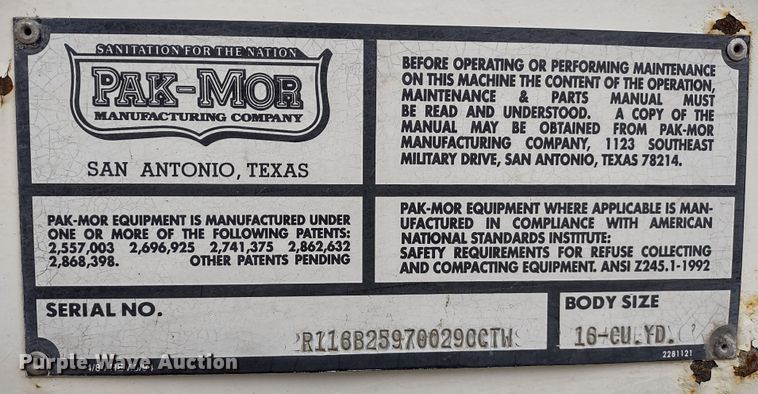 SANITATION FOR THE NATION
PAK-MOR
MANUFACTURING COMPANY
SAN ANTONIO, TEXAS
BEFORE OPERATING OR PERFORMING MAINTENANCE
ON THIS MACHINE THE CONTENT OF THE OPERATION,
MAINTENANCE & PARTS MANUAL MUST
BE READ AND UNDERSTOOD. A COPY OF THE
MANUAL MAY BE OBTAINED FROM PAK-MOR
MANUFACTURING COMPANY, 1123 SOUTHEAST
MILITARY DRIVE, SAN ANTONIO, TEXAS 78214.
PAK-MOR EQUIPMENT IS MANUFACTURED UNDER
ONE OR MORE OF THE FOLLOWING PATENTS:
2,557,003 2,696,925 2,741,375 2,862,632
2,868,398. OTHER PATENTS PENDING
PAK-MOR EQUIPMENT WHERE APPLICABLE IS MAN-
UFACTURED IN COMPLIANCE WITH AMERICAN
NATIONAL STANDARDS INSTITUTE:
SAFETY REQUIREMENTS FOR REFUSE COLLECTING
AND COMPACTING EQUIPMENT. ANSI Z245.1-1992
SERIAL NO.
R116B25970029CCTW
BODY SIZE
16-CU.YD.
2281121
Purple Wave Auction